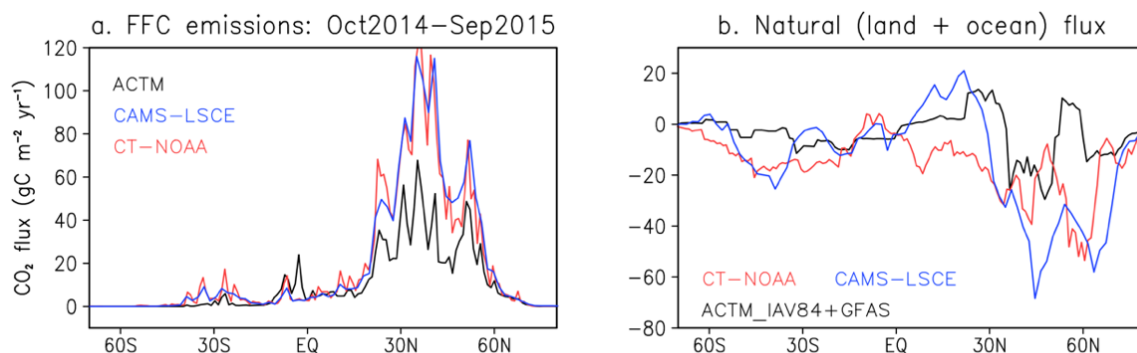 a. FFC emissions: Oct2014−Sep2015
CO₂ flux (gC m⁻² yr⁻¹)
120
100
80
60
40
20
0
ACTM
CAMS−LSCE
CT−NOAA
60S 30S EQ 30N 60N
b. Natural (land + ocean) flux
20
0
−20
−40
−60
−80
CT−NOAA CAMS−LSCE
ACTM_IAV84+GFAS
60S 30S EQ 30N 60N